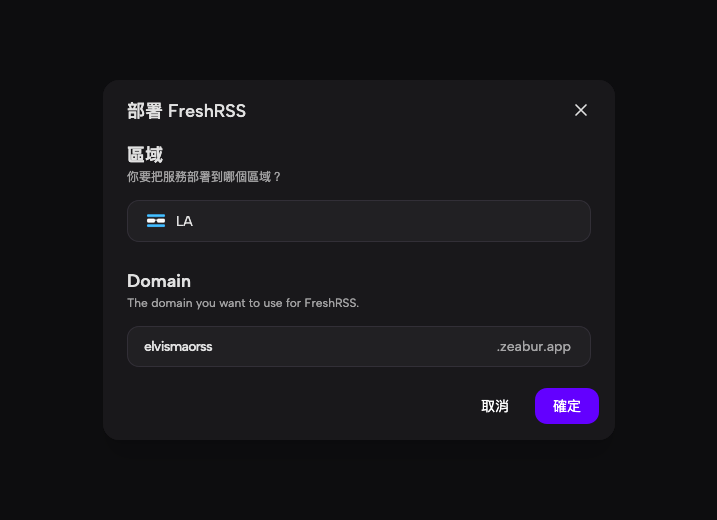 部署 FreshRSS
區域
你要把服務部署到哪個區域？
LA
Domain
The domain you want to use for FreshRSS.
elvismaorss .zeabur.app
取消 確定